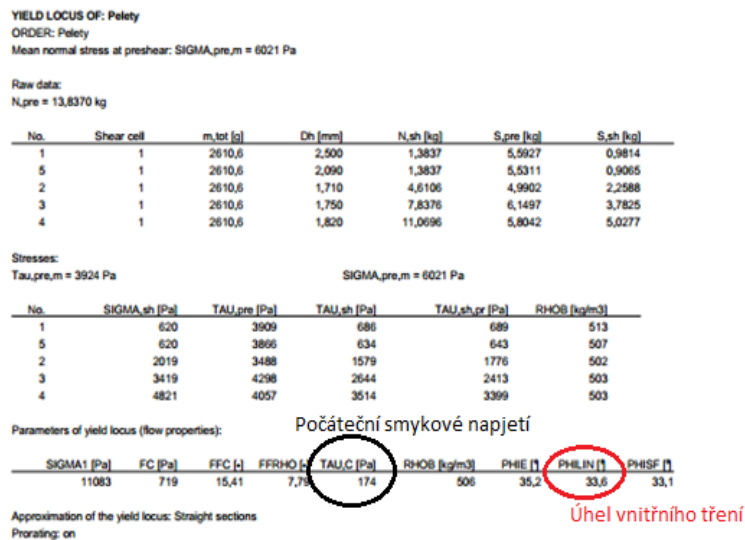 YIELD LOCUS OF: Pelety
ORDER: Pelety
Mean normal stress at preshear: SIGMA,pre,m = 6021 Pa
Raw data:
N,pre = 13,8370 kg
No. Shear cell m,tot [g] Dh [mm] N,sh [kg] S,pre [kg] S,sh [kg]
1 1 2610,6 2,500 1,3837 5,5927 0,9814
5 1 2610,6 2,090 1,3837 5,5311 0,9065
2 1 2610,6 1,710 4,6106 4,9902 2,2588
3 1 2610,6 1,750 7,8376 6,1497 3,7825
4 1 2610,6 1,820 11,0696 5,8042 5,0277
Stresses:
Tau,pre,m = 3924 Pa SIGMA,pre,m = 6021 Pa
No. SIGMA,sh [Pa] TAU,pre [Pa] TAU,sh [Pa] TAU,sh,pr [Pa] RHOB [kg/m3]
1 620 3909 686 689 513
5 620 3866 634 643 507
2 2019 3488 1579 1776 502
3 3419 4298 2644 2413 503
4 4821 4057 3514 3399 503
Počáteční smykové napjetí
Parameters of yield locus (flow properties):
SIGMA1 [Pa] FC [Pa] FFC [-] FFRHO [- TAU,C [Pa] RHOB [kg/m3] PHIE [°] PHILIN [°] PHISF [°]
11083 719 15,41 7,79 174 506 35,2 33,6 33,1
Úhel vnitřního tření
Approximation of the yield locus: Straight sections
Prorating: on